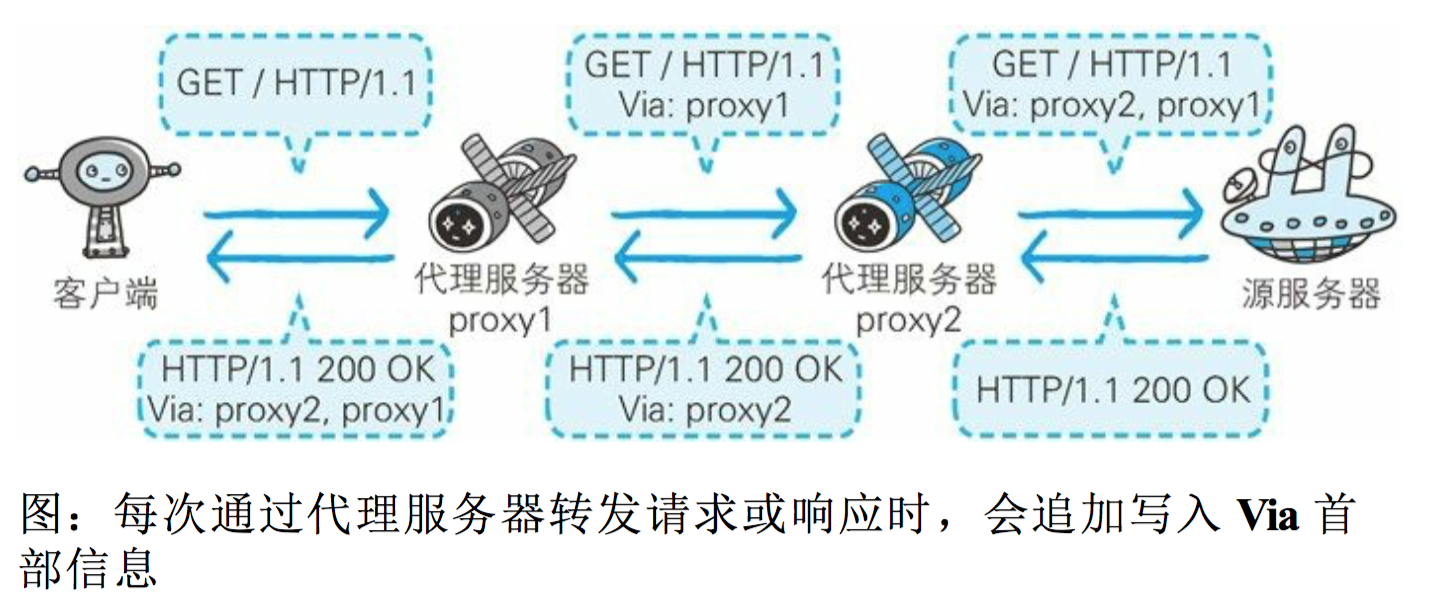 GET / HTTP/1.1
GET / HTTP/1.1
Via: proxy1
GET / HTTP/1.1
Via: proxy2, proxy1
客户端
代理服务器
proxy1
代理服务器
proxy2
源服务器
HTTP/1.1 200 OK
Via: proxy2, proxy1
HTTP/1.1 200 OK
Via: proxy2
HTTP/1.1 200 OK
图：每次通过代理服务器转发请求或响应时，会追加写入 Via 首
部信息